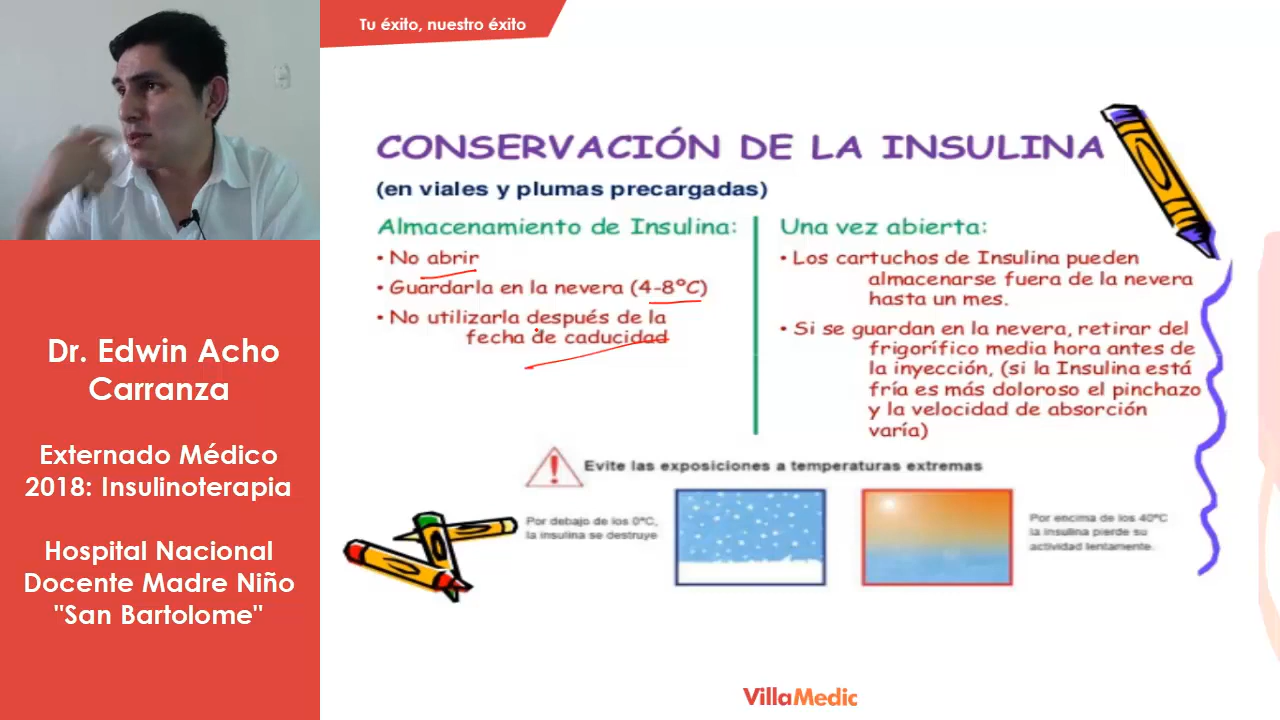 Tu éxito, nuestro éxito
CONSERVACIÓN DE LA INSULINA
(en viales y plumas precargadas)
Almacenamiento de Insulina:
• No abrir
• Guardarla en la nevera (4-8ºC)
• No utilizarla después de la
fecha de caducidad
Una vez abierta:
• Los cartuchos de Insulina pueden
almacenarse fuera de la nevera
hasta un mes.
• Si se guardan en la nevera, retirar del
frigorífico media hora antes de
la inyección, (si la Insulina está
fría es más doloroso el pinchazo
y la velocidad de absorción
varía)
Evite las exposiciones a temperaturas extremas
Por debajo de los 0ºC,
la insulina se destruye
Por encima de los 40ºC
la insulina pierde su
actividad lentamente.
Dr. Edwin Acho
Carranza
Externado Médico
2018: Insulinoterapia
Hospital Nacional
Docente Madre Niño
"San Bartolome"
VillaMedic